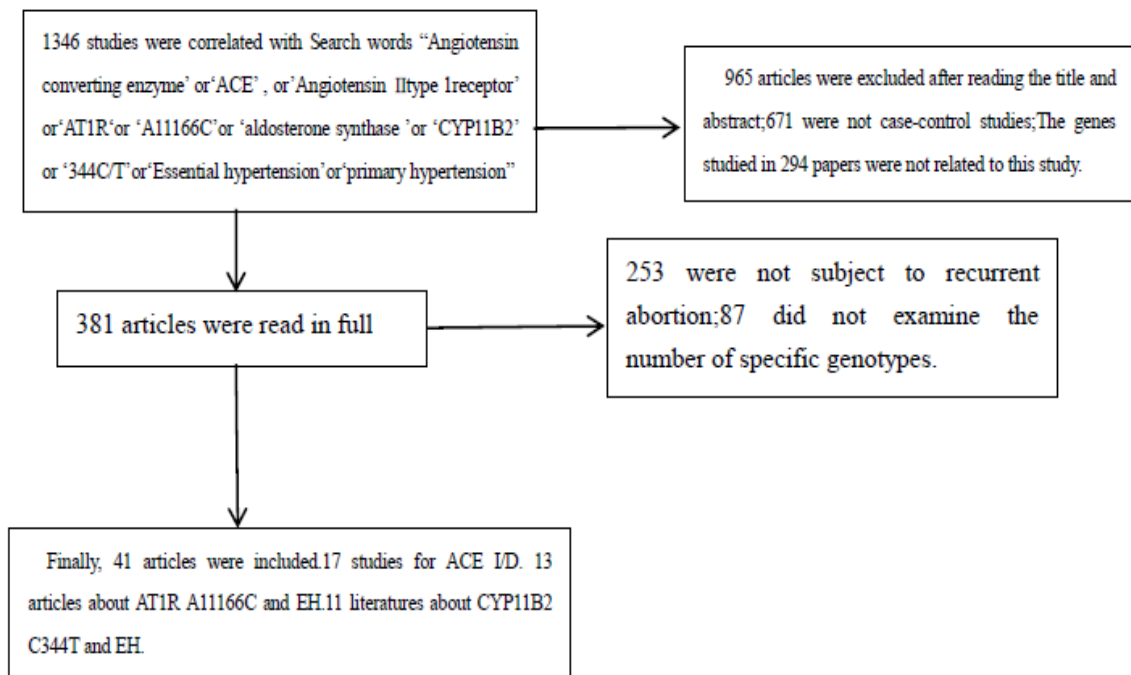 1346 studies were correlated with Search words “Angiotensin
converting enzyme’ or‘ACE’ , or’Angiotensin IItype 1receptor’
or‘AT1R‘or ‘A11166C’or ‘aldosterone synthase ’or ‘CYP11B2’
or ‘344C/T’or‘Essential hypertension’or‘primary hypertension”
965 articles were excluded after reading the title and
abstract;671 were not case-control studies;The genes
studied in 294 papers were not related to this study.
381 articles were read in full
253 were not subject to recurrent
abortion;87 did not examine the
number of specific genotypes.
Finally, 41 articles were included.17 studies for ACE I/D. 13
articles about AT1R A11166C and EH.11 literatures about CYP11B2
C344T and EH.